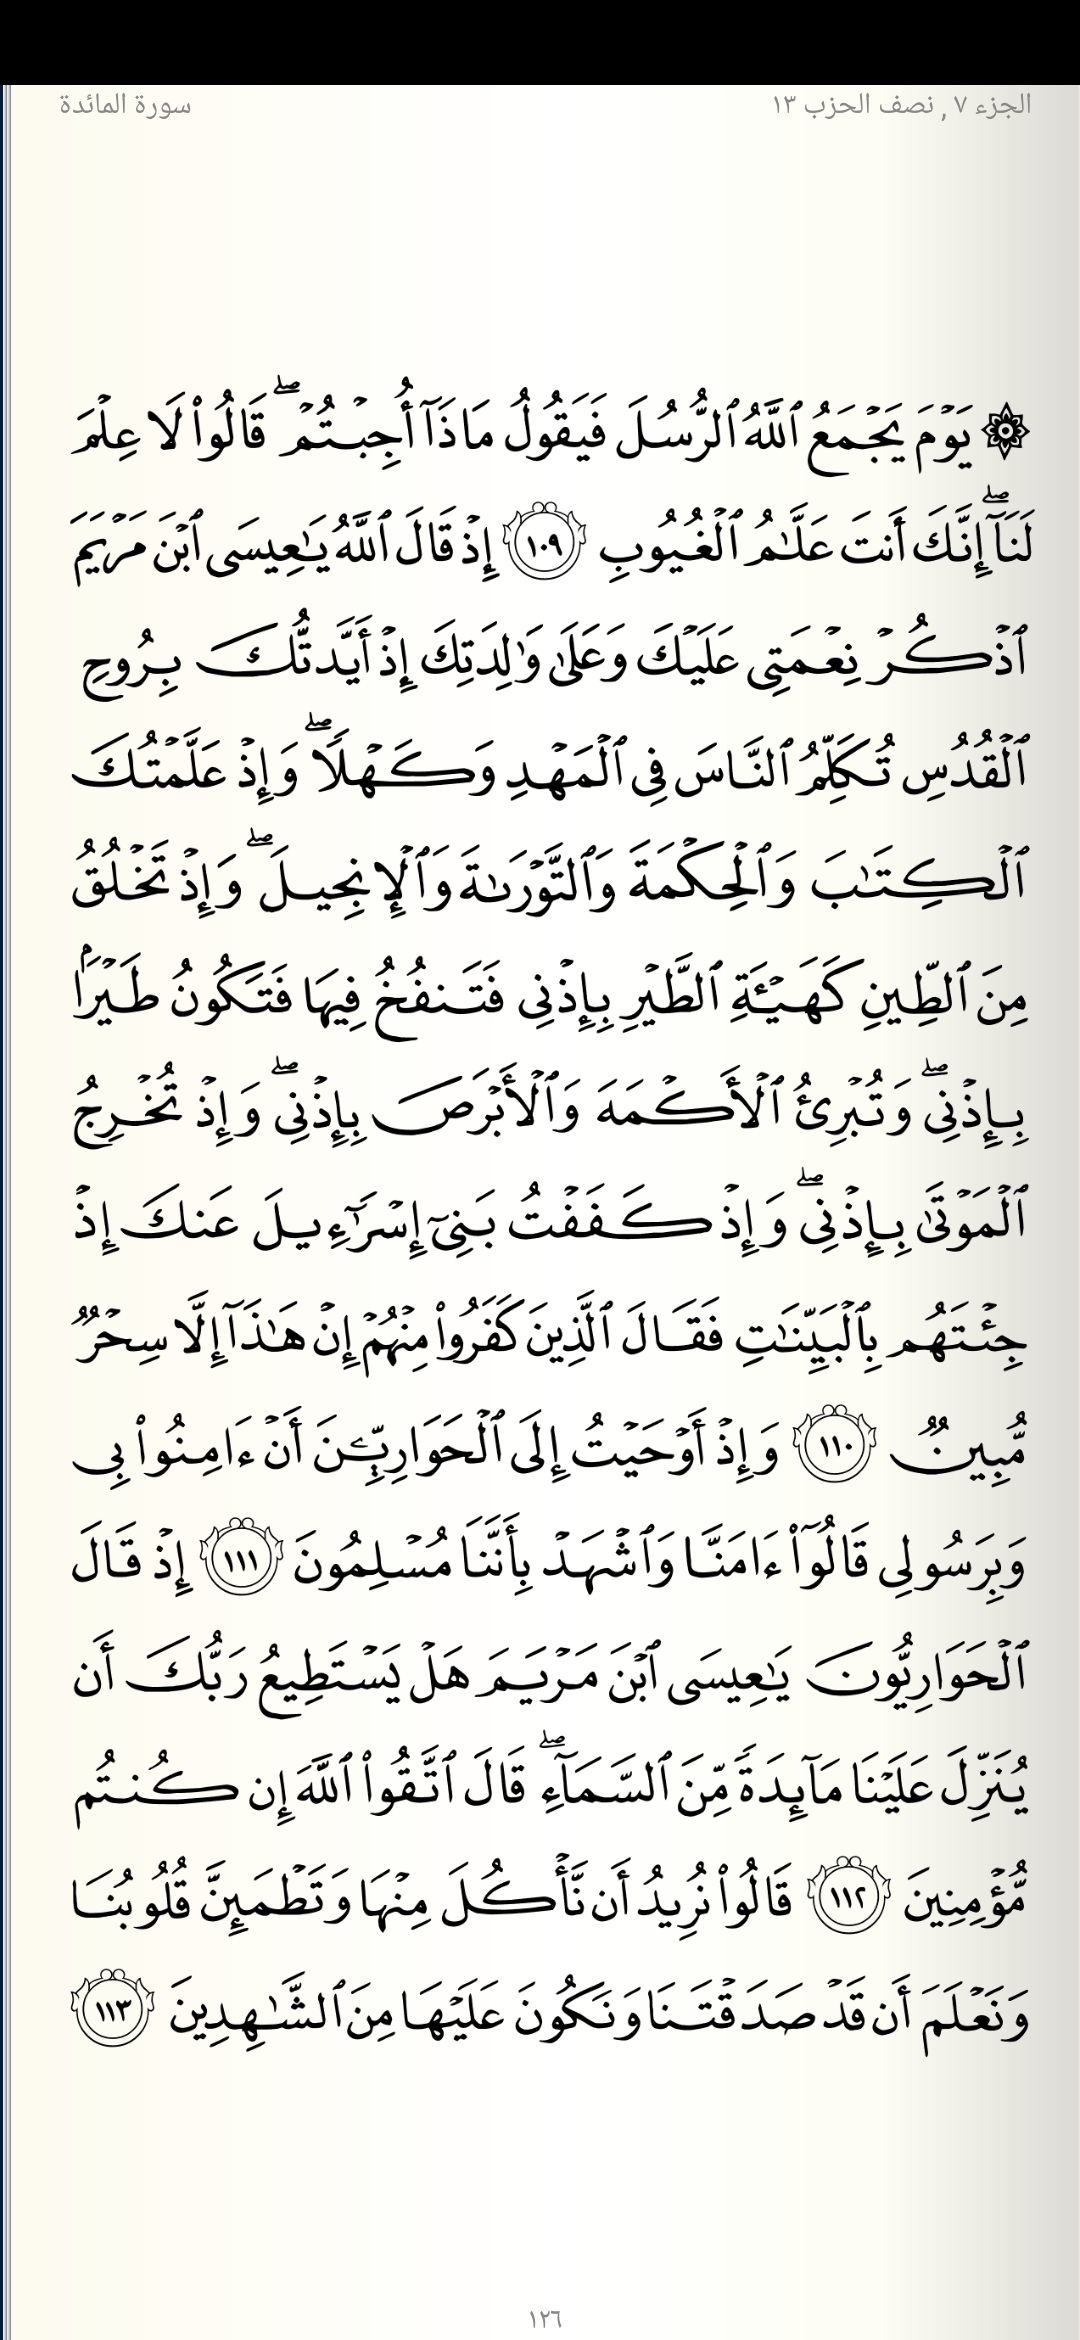 الجزء ٧ , نصف الحزب ١٣
سورة المائدة
۞ يَوْمَ يَجْمَعُ ٱللَّهُ ٱلرُّسُلَ فَيَقُولُ مَاذَآ أُجِبْتُمْ ۖ قَالُوا۟ لَا عِلْمَ
لَنَآ ۖ إِنَّكَ أَنتَ عَلَّـٰمُ ٱلْغُيُوبِ ١٠٩ إِذْ قَالَ ٱللَّهُ يَـٰعِيسَى ٱبْنَ مَرْيَمَ
ٱذْكُرْ نِعْمَتِى عَلَيْكَ وَعَلَىٰ وَٰلِدَتِكَ إِذْ أَيَّدتُّكَ بِرُوحِ
ٱلْقُدُسِ تُكَلِّمُ ٱلنَّاسَ فِى ٱلْمَهْدِ وَكَهْلًا ۖ وَإِذْ عَلَّمْتُكَ
ٱلْكِتَـٰبَ وَٱلْحِكْمَةَ وَٱلتَّوْرَىٰةَ وَٱلْإِنجِيلَ ۖ وَإِذْ تَخْلُقُ
مِنَ ٱلطِّينِ كَهَيْـَٔةِ ٱلطَّيْرِ بِإِذْنِى فَتَنفُخُ فِيهَا فَتَكُونُ طَيْرًۢا
بِإِذْنِى ۖ وَتُبْرِئُ ٱلْأَكْمَهَ وَٱلْأَبْرَصَ بِإِذْنِى ۖ وَإِذْ تُخْرِجُ
ٱلْمَوْتَىٰ بِإِذْنِى ۖ وَإِذْ كَفَفْتُ بَنِىٓ إِسْرَٰٓءِيلَ عَنكَ إِذْ
جِئْتَهُم بِٱلْبَيِّنَـٰتِ فَقَالَ ٱلَّذِينَ كَفَرُوا۟ مِنْهُمْ إِنْ هَـٰذَآ إِلَّا سِحْرٌ
مُّبِينٌ ١١٠ وَإِذْ أَوْحَيْتُ إِلَى ٱلْحَوَارِيِّـۧنَ أَنْ ءَامِنُوا۟ بِى
وَبِرَسُولِى قَالُوٓا۟ ءَامَنَّا وَٱشْهَدْ بِأَنَّنَا مُسْلِمُونَ ١١١ إِذْ قَالَ
ٱلْحَوَارِيُّونَ يَـٰعِيسَى ٱبْنَ مَرْيَمَ هَلْ يَسْتَطِيعُ رَبُّكَ أَن
يُنَزِّلَ عَلَيْنَا مَآئِدَةً مِّنَ ٱلسَّمَآءِ ۖ قَالَ ٱتَّقُوا۟ ٱللَّهَ إِن كُنتُم
مُّؤْمِنِينَ ١١٢ قَالُوا۟ نُرِيدُ أَن نَّأْكُلَ مِنْهَا وَتَطْمَئِنَّ قُلُوبُنَا
وَنَعْلَمَ أَن قَدْ صَدَقْتَنَا وَنَكُونَ عَلَيْهَا مِنَ ٱلشَّـٰهِدِينَ ١١٣
١٢٦